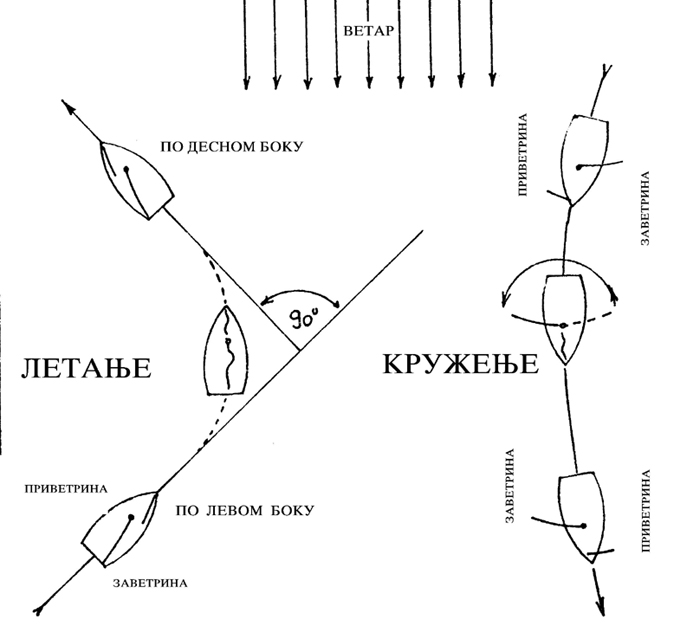 ВЕТАР
ПО ДЕСНОМ БОКУ
ПРИВЕТРИНА
ЗАВЕТРИНА
90°
ЛЕТАЊЕ
КРУЖЕЊЕ
ПРИВЕТРИНА
ПО ЛЕВОМ БОКУ
ЗАВЕТРИНА
ЗАВЕТРИНА
ПРИВЕТРИНА